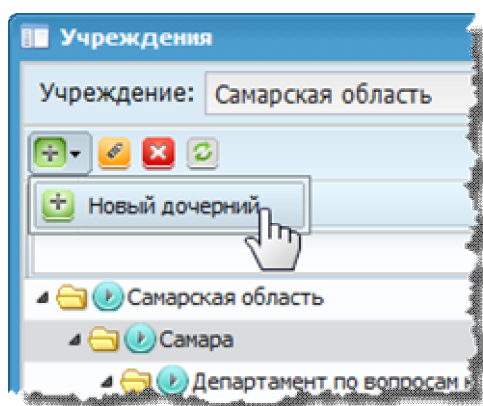 Учреждения
Учреждение: Самарская область
Новый дочерний
Самарская область
Самара
Департамент по вопросам